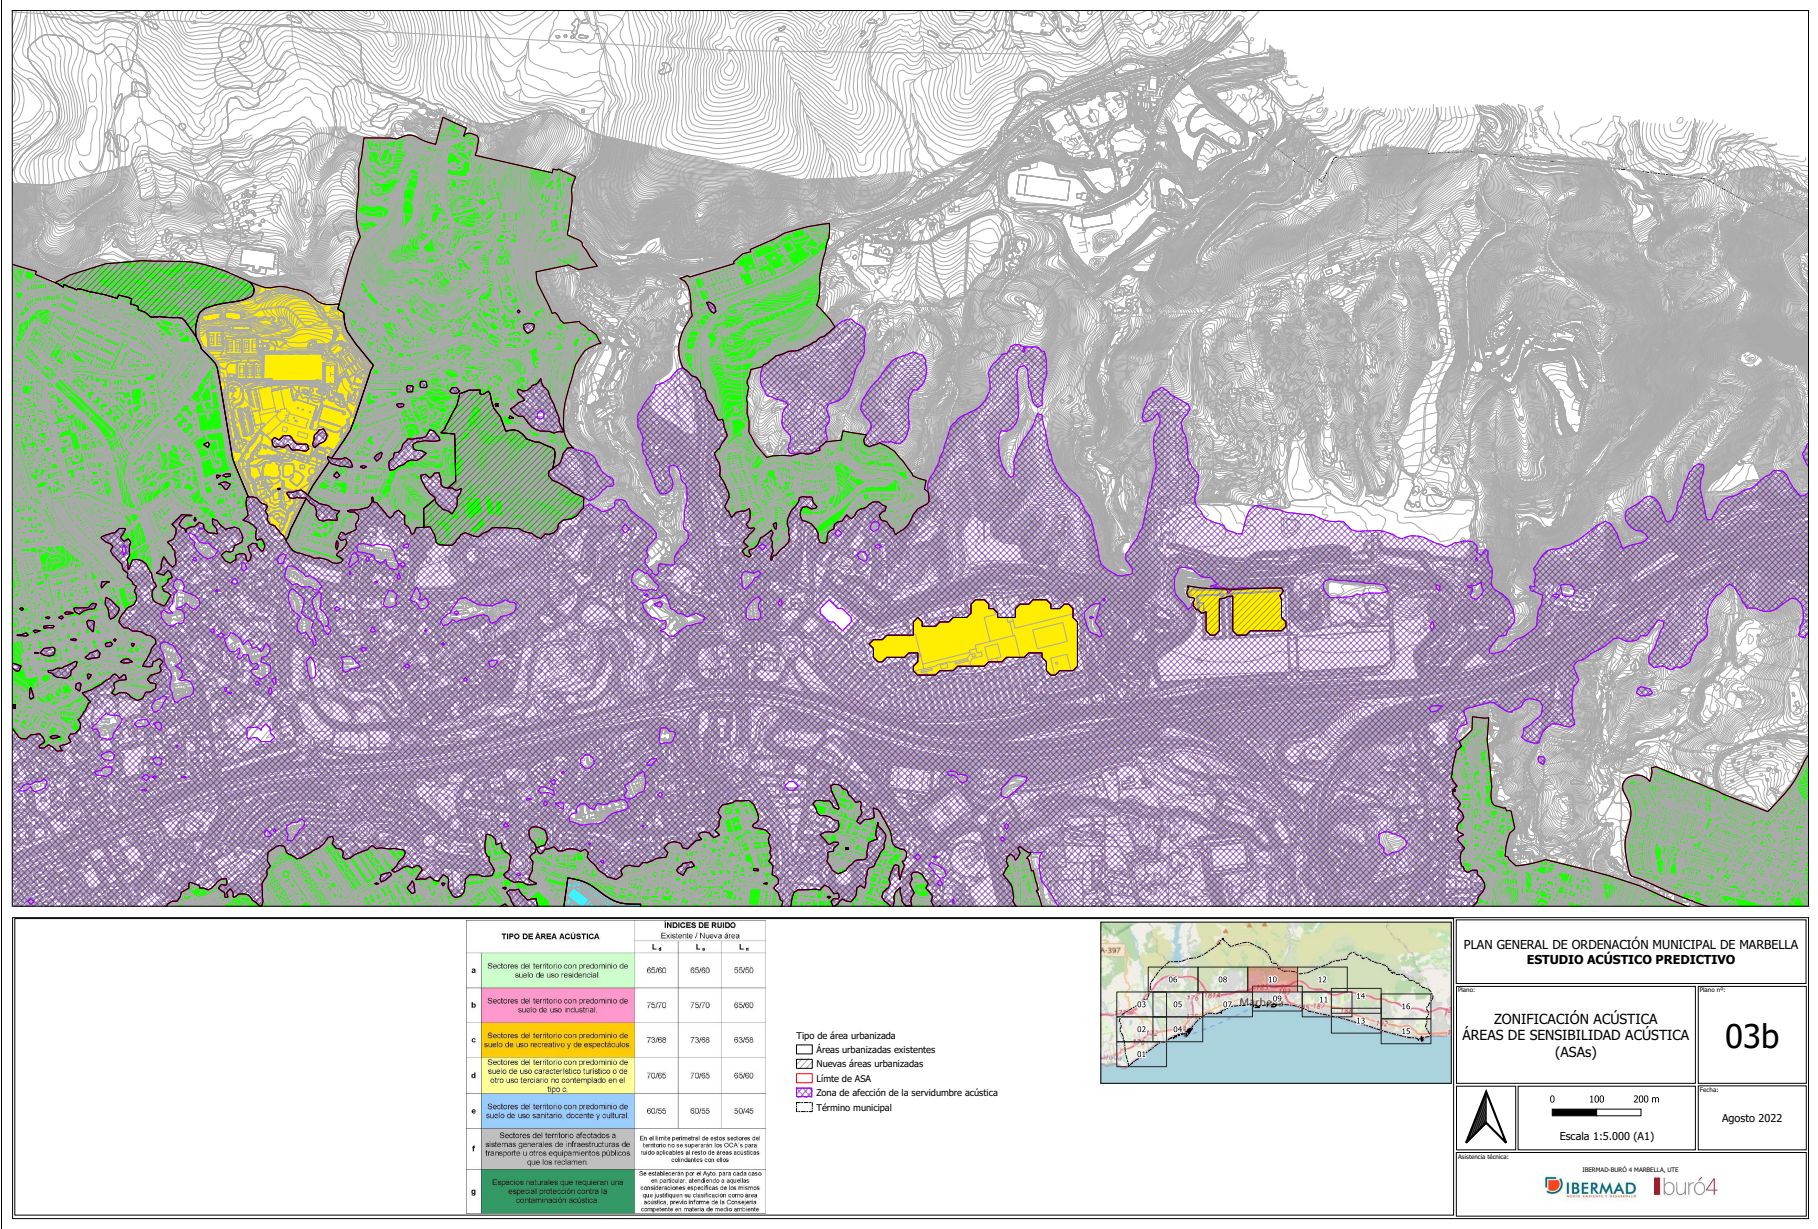 TIPO DE ÁREA ACÚSTICA
ÍNDICES DE RUIDO
Existente / Nueva área
L d
L e
L n
a
Sectores del territorio con predominio de
suelo de uso residencial.
65/60
65/60
55/50
b
Sectores del territorio con predominio de
suelo de uso industrial.
75/70
75/70
65/60
c
Sectores del territorio con predominio de
suelo de uso recreativo y de espectáculos.
73/68
73/68
63/58
d
Sectores del territorio con predominio de
suelo de uso característico turístico o de
otro uso terciario no contemplado en el
tipo c.
70/65
70/65
65/60
e
Sectores del territorio con predominio de
suelo de uso sanitario, docente y cultural.
60/55
60/55
50/45
f
Sectores del territorio afectados a
sistemas generales de infraestructuras de
transporte u otros equipamientos públicos
que los reclamen.
En el límite perimetral de estos sectores del
territorio no se superarán los OCA´s para
ruido aplicables al resto de áreas acústicas
colindantes con ellos
g
Espacios naturales que requieran una
especial protección contra la
contaminación acústica
Se establecerán por el Ayto. para cada caso
en particular, atendiendo a aquellas
consideraciones específicas de los mismos
que justifiquen su clasificación como área
acústica, previo informe de la Consejería
competente en materia de medio ambiente
Tipo de área urbanizada
Áreas urbanizadas existentes
Nuevas áreas urbanizadas
Límte de ASA
Zona de afección de la servidumbre acústica
Término municipal
A-397
06
08
10
12
03
05
07
09
11
14
16
Marbella
02
04
13
15
01
PLAN GENERAL DE ORDENACIÓN MUNICIPAL DE MARBELLA
ESTUDIO ACÚSTICO PREDICTIVO
Plano:
ZONIFICACIÓN ACÚSTICA
ÁREAS DE SENSIBILIDAD ACÚSTICA
(ASAs)
Plano nº:
03b
0 100 200 m
Escala 1:5.000 (A1)
Fecha:
Agosto 2022
Asistencia técnica:
IBERMAD-BURÓ 4 MARBELLA, UTE
IBERMAD
MEDIO AMBIENTE Y DESARROLLO
buró4